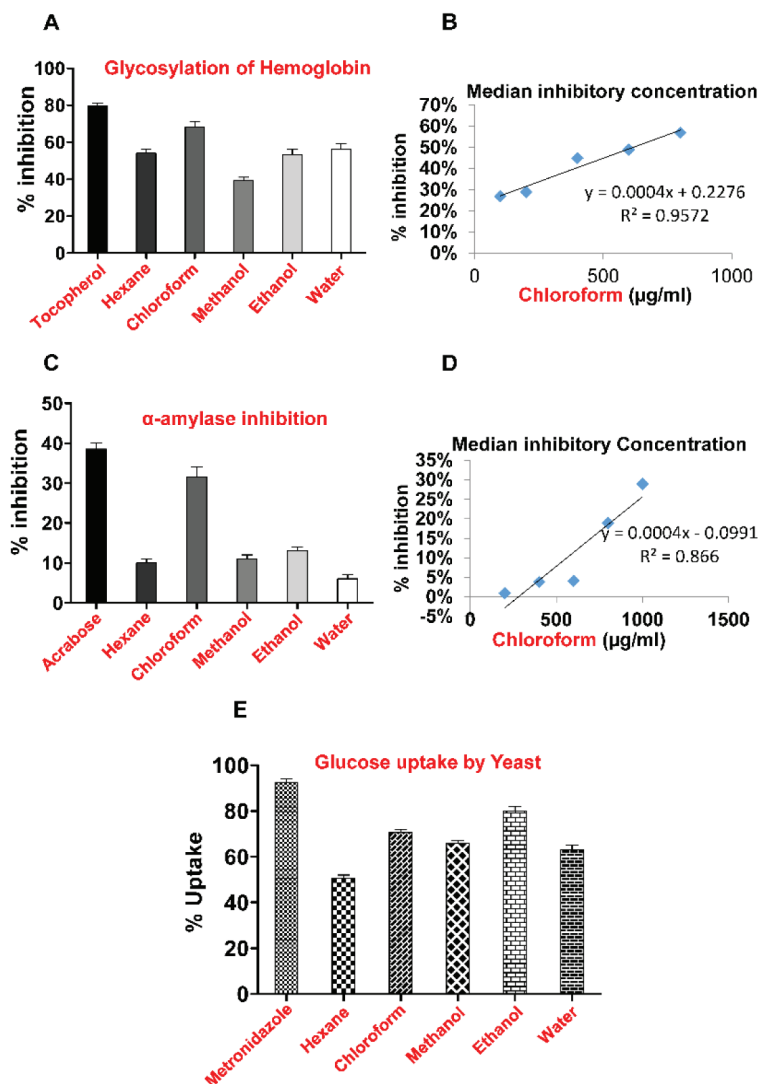 A
Glycosylation of Hemoglobin
% inhibition
100
80
60
40
20
0
Tocopherol
Hexane
Chloroform
Methanol
Ethanol
Water
B
Median inhibitory concentration
% inhibition
70%
60%
50%
40%
30%
20%
10%
0%
y = 0.0004x + 0.2276
R² = 0.9572
0 500 1000
Chloroform (µg/ml)
C
α-amylase inhibition
% inhibition
50
40
30
20
10
0
Acrabose
Hexane
Chloroform
Methanol
Ethanol
Water
D
Median inhibitory Concentration
% inhibition
35%
30%
25%
20%
15%
10%
5%
0%
-5%
y = 0.0004x - 0.0991
R² = 0.866
0 500 1000 1500
Chloroform (µg/ml)
E
Glucose uptake by Yeast
% Uptake
100
80
60
40
20
0
Metronidazole
Hexane
Chloroform
Methanol
Ethanol
Water